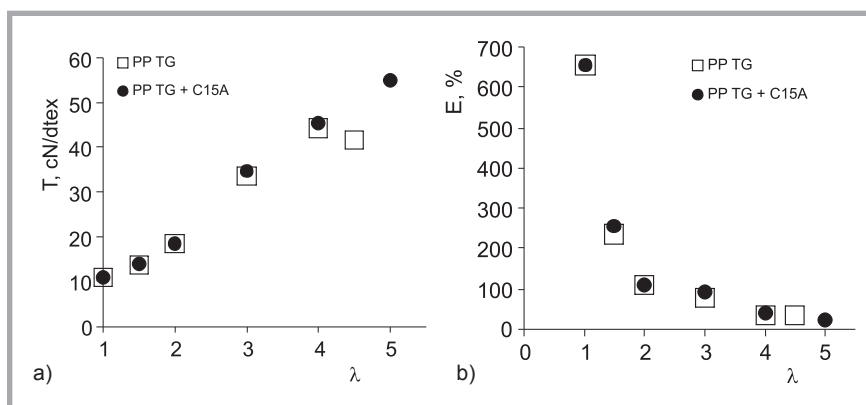 60
50
40
30
20
10
0
T, cN/dtex
PP TG
PP TG + C15A
1
2
3
4
5
λ
a)
700
600
500
400
300
200
100
0
E, %
PP TG
PP TG + C15A
0
1
2
3
4
5
λ
b)